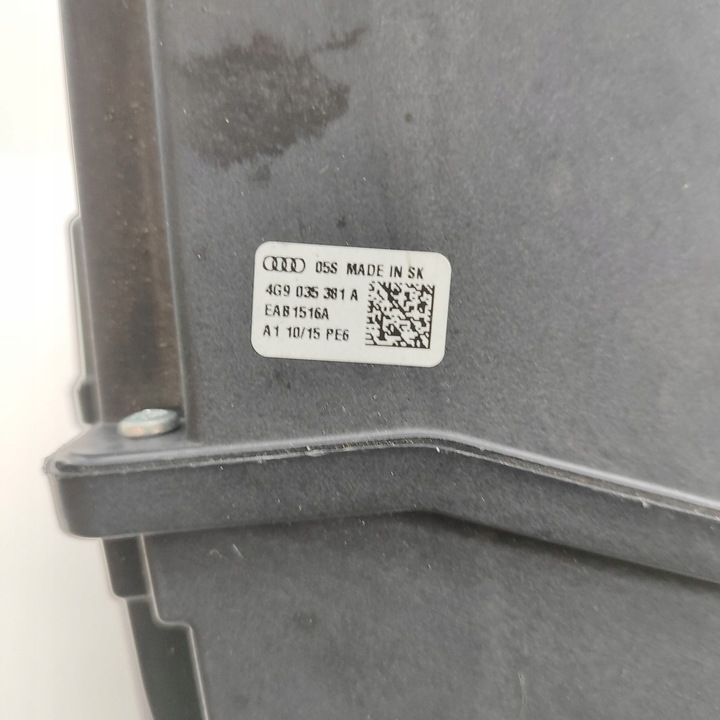 05S MADE IN SK
4G9 035 381 A
EAB1516A
A1 10/15 PE6